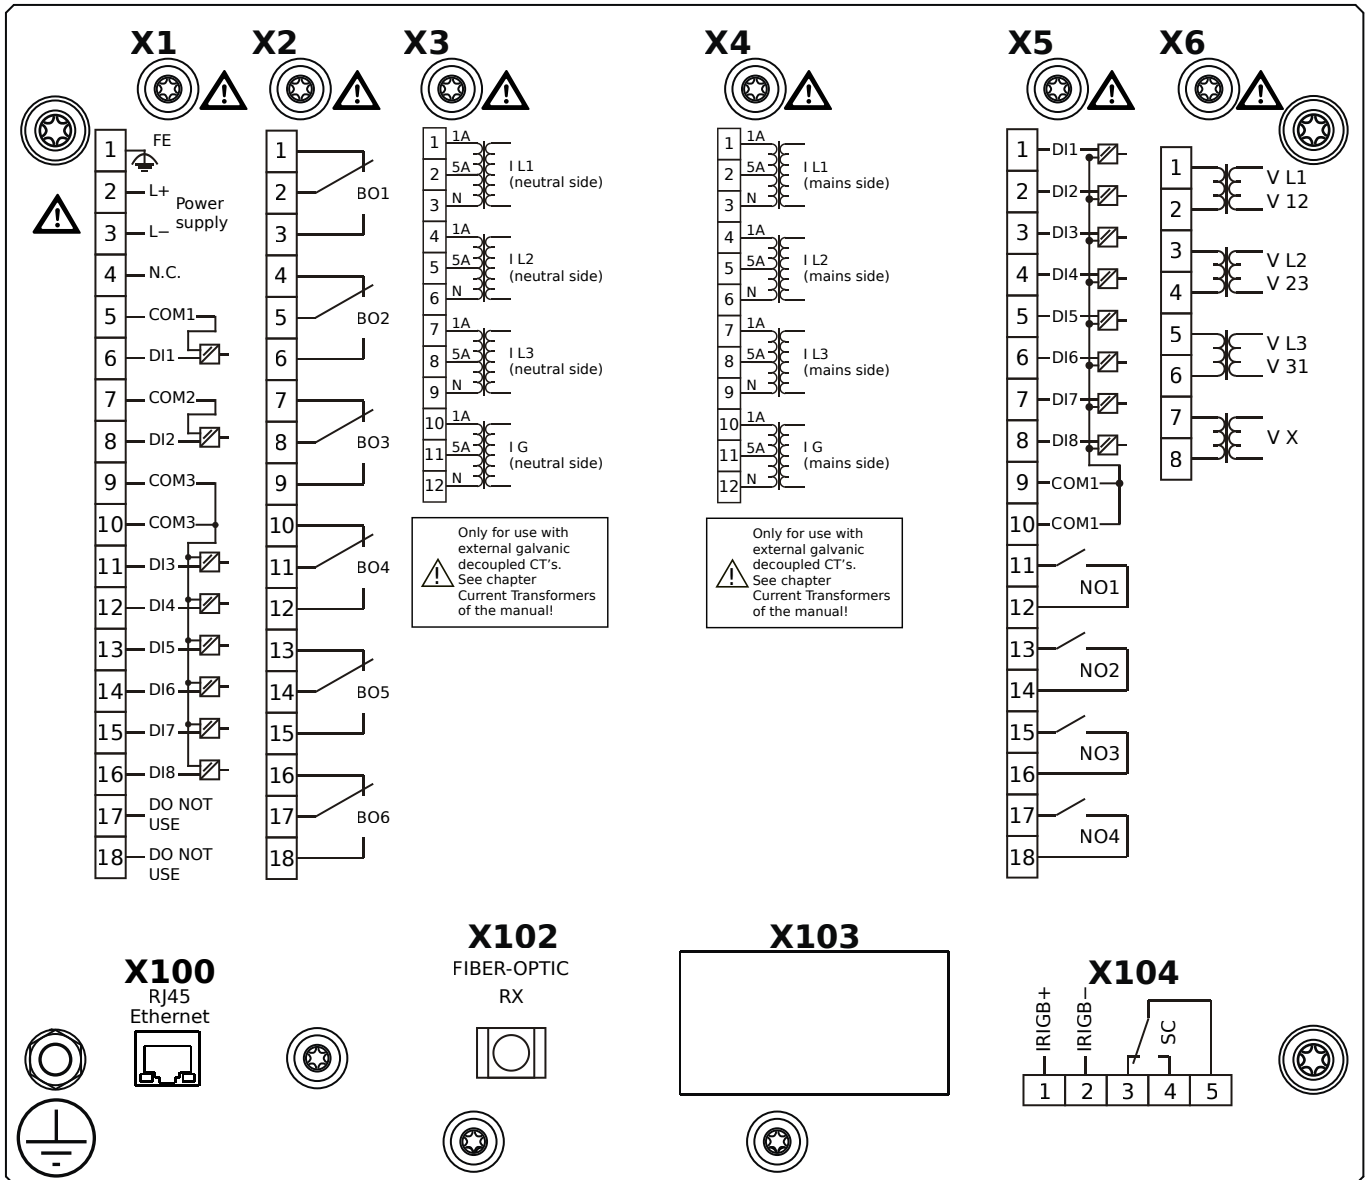 X1
X2
X3
X4
X5
X6
1
FE
2
L+
Power
supply
3
L−
4
N.C.
5
COM1
6
DI1
7
COM2
8
DI2
9
COM3
10
COM3
11
DI3
12
DI4
13
DI5
14
DI6
15
DI7
16
DI8
17
DO NOT
USE
18
DO NOT
USE
1
2
BO1
3
4
5
BO2
6
7
8
BO3
9
10
11
BO4
12
13
14
BO5
15
16
17
BO6
18
1
1A
I L1
2
5A
(neutral side)
3
N
4
1A
I L2
5
5A
(neutral side)
6
N
7
1A
I L3
8
5A
(neutral side)
9
N
10
1A
I G
11
5A
(neutral side)
12
N
Only for use with
external galvanic
decoupled CT's.
See chapter
Current Transformers
of the manual!
1
1A
I L1
2
5A
(mains side)
3
N
4
1A
I L2
5
5A
(mains side)
6
N
7
1A
I L3
8
5A
(mains side)
9
N
10
1A
I G
11
5A
(mains side)
12
N
Only for use with
external galvanic
decoupled CT's.
See chapter
Current Transformers
of the manual!
1
DI1
2
DI2
3
DI3
4
DI4
5
DI5
6
DI6
7
DI7
8
DI8
9
COM1
10
COM1
11
NO1
12
13
NO2
14
15
NO3
16
17
NO4
18
1
V L1
2
V 12
3
V L2
4
V 23
5
V L3
6
V 31
7
V X
8
X100
RJ45
Ethernet
X102
FIBER-OPTIC
RX
X103
X104
IRIGB+
IRIGB−
SC
1 2 3 4 5